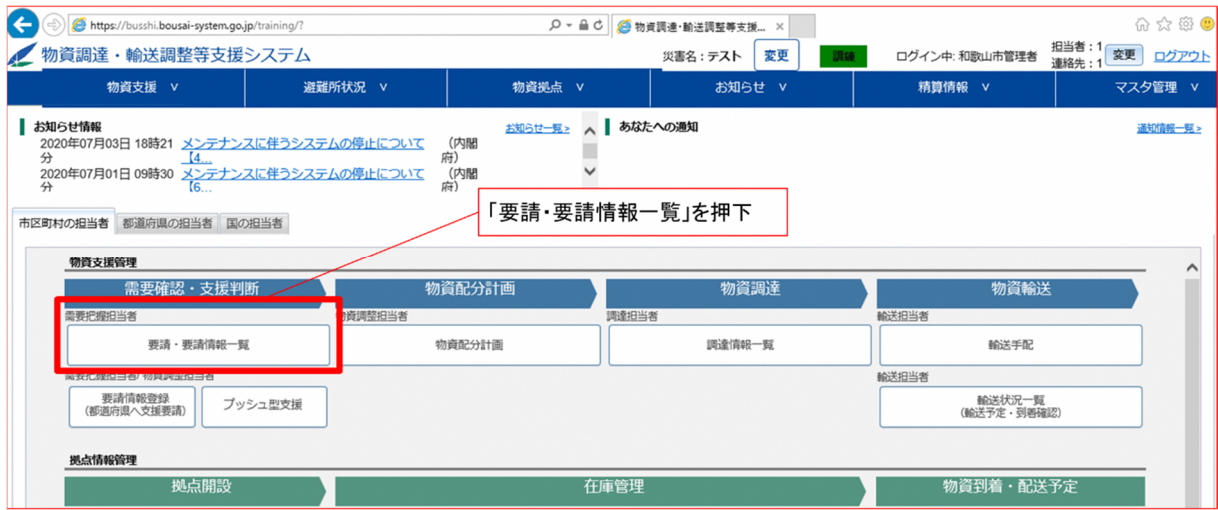 https://busshi.bousai-system.go.jp/training/?
物資調達・輸送調整等支援...
物資調達・輸送調整等支援システム
災害名：テスト
変更
訓練
ログイン中: 和歌山市管理者
担当者：1
連絡先：1
変更
ログアウト
物資支援 ∨
避難所状況 ∨
物資拠点 ∨
お知らせ ∨
精算情報 ∨
マスタ管理 ∨
お知らせ情報
お知らせ一覧>
2020年07月03日 18時21分
メンテナンスに伴うシステムの停止について
【4...
（内閣府）
2020年07月01日 09時30分
メンテナンスに伴うシステムの停止について
【6...
（内閣府）
あなたへの通知
通知情報一覧>
「要請・要請情報一覧」を押下
市区町村の担当者
都道府県の担当者
国の担当者
物資支援管理
需要確認・支援判断
物資配分計画
物資調達
物資輸送
需要把握担当者
物資調整担当者
調達担当者
輸送担当者
要請・要請情報一覧
物資配分計画
調達情報一覧
輸送手配
需要把握担当者/物資調整担当者
輸送担当者
要請情報登録
(都道府県へ支援要請)
プッシュ型支援
輸送状況一覧
(輸送予定・到着確認)
拠点情報管理
拠点開設
在庫管理
物資到着・配送予定